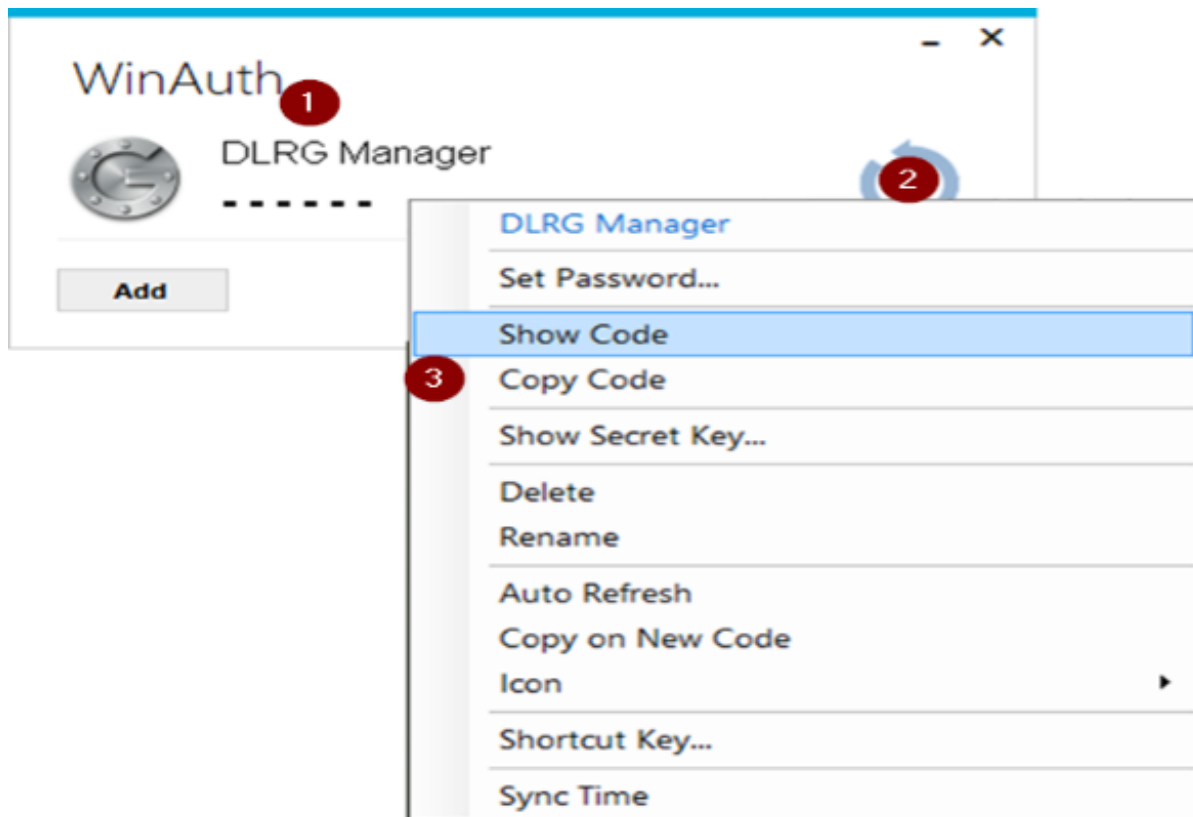 WinAuth
1
DLRG Manager
2
------
DLRG Manager
Set Password...
Add
Show Code
3
Copy Code
Show Secret Key...
Delete
Rename
Auto Refresh
Copy on New Code
Icon
Shortcut Key...
Sync Time